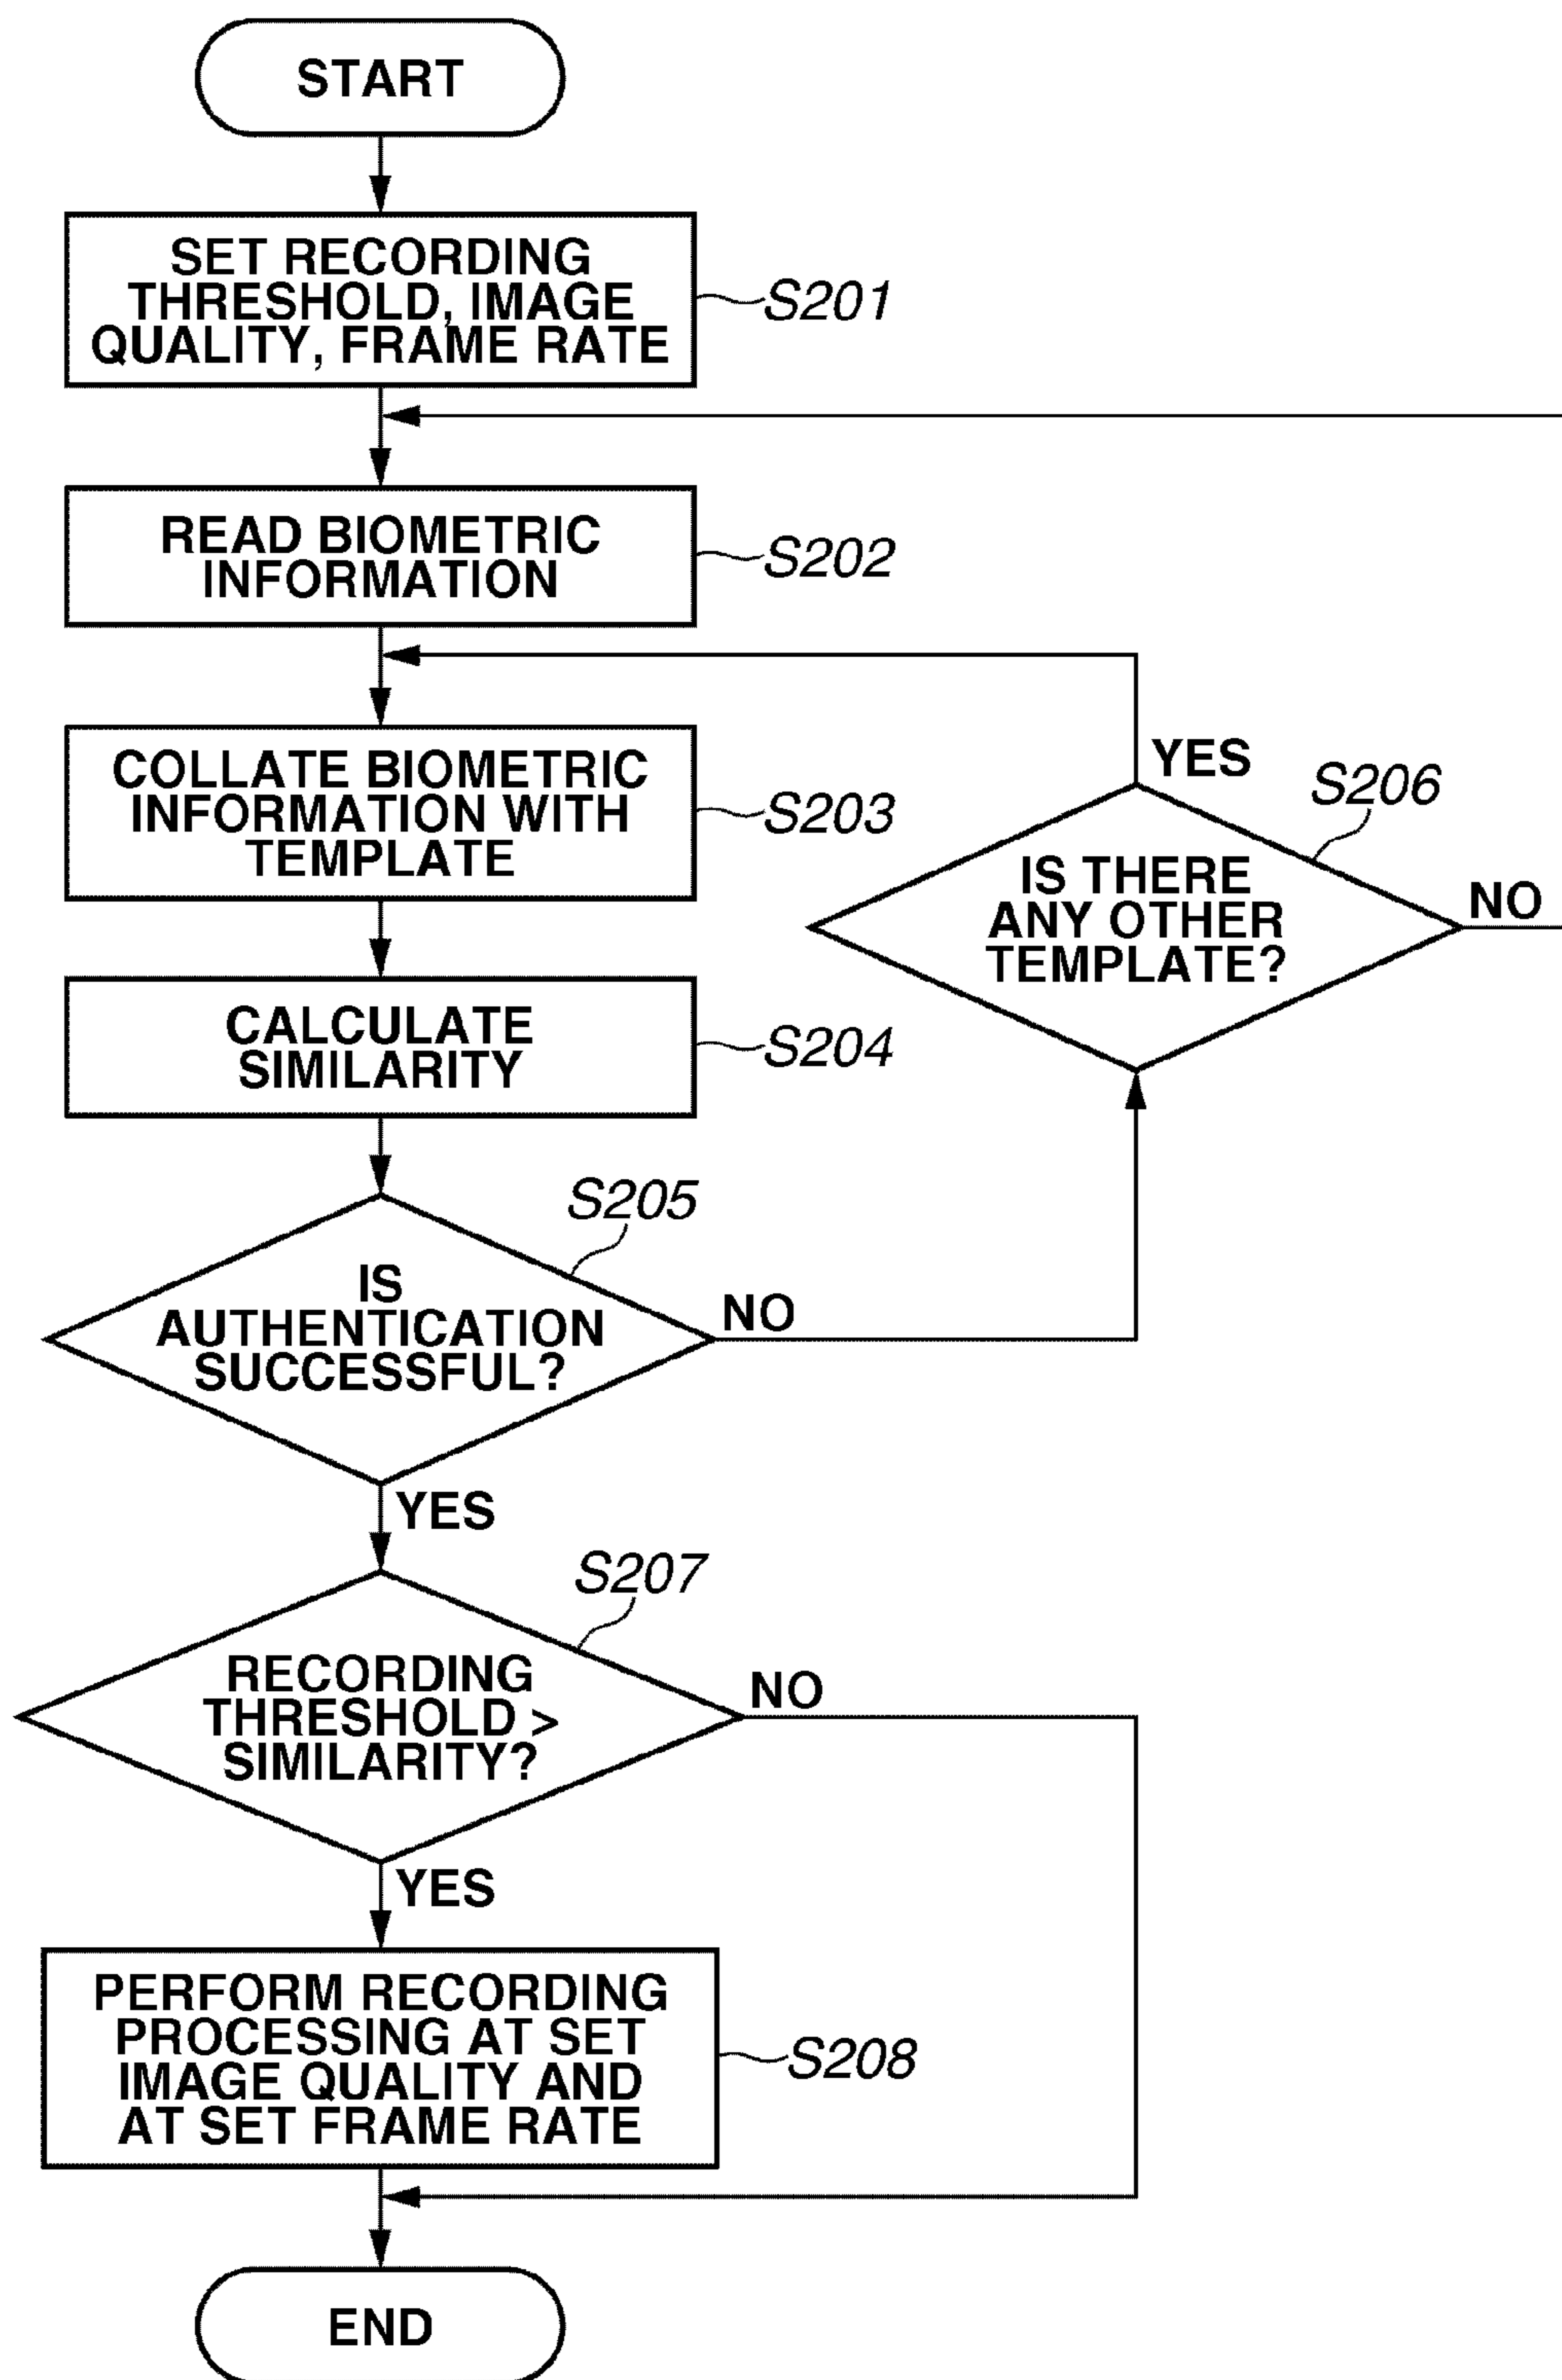 START
SET RECORDING
THRESHOLD, IMAGE
QUALITY, FRAME RATE
S201
READ BIOMETRIC
INFORMATION
S202
COLLATE BIOMETRIC
INFORMATION WITH
TEMPLATE
S203
YES
S206
IS THERE
ANY OTHER
TEMPLATE?
NO
CALCULATE
SIMILARITY
S204
S205
IS
AUTHENTICATION
SUCCESSFUL?
NO
YES
S207
RECORDING
THRESHOLD >
SIMILARITY?
NO
YES
PERFORM RECORDING
PROCESSING AT SET
IMAGE QUALITY AND
AT SET FRAME RATE
S208
END